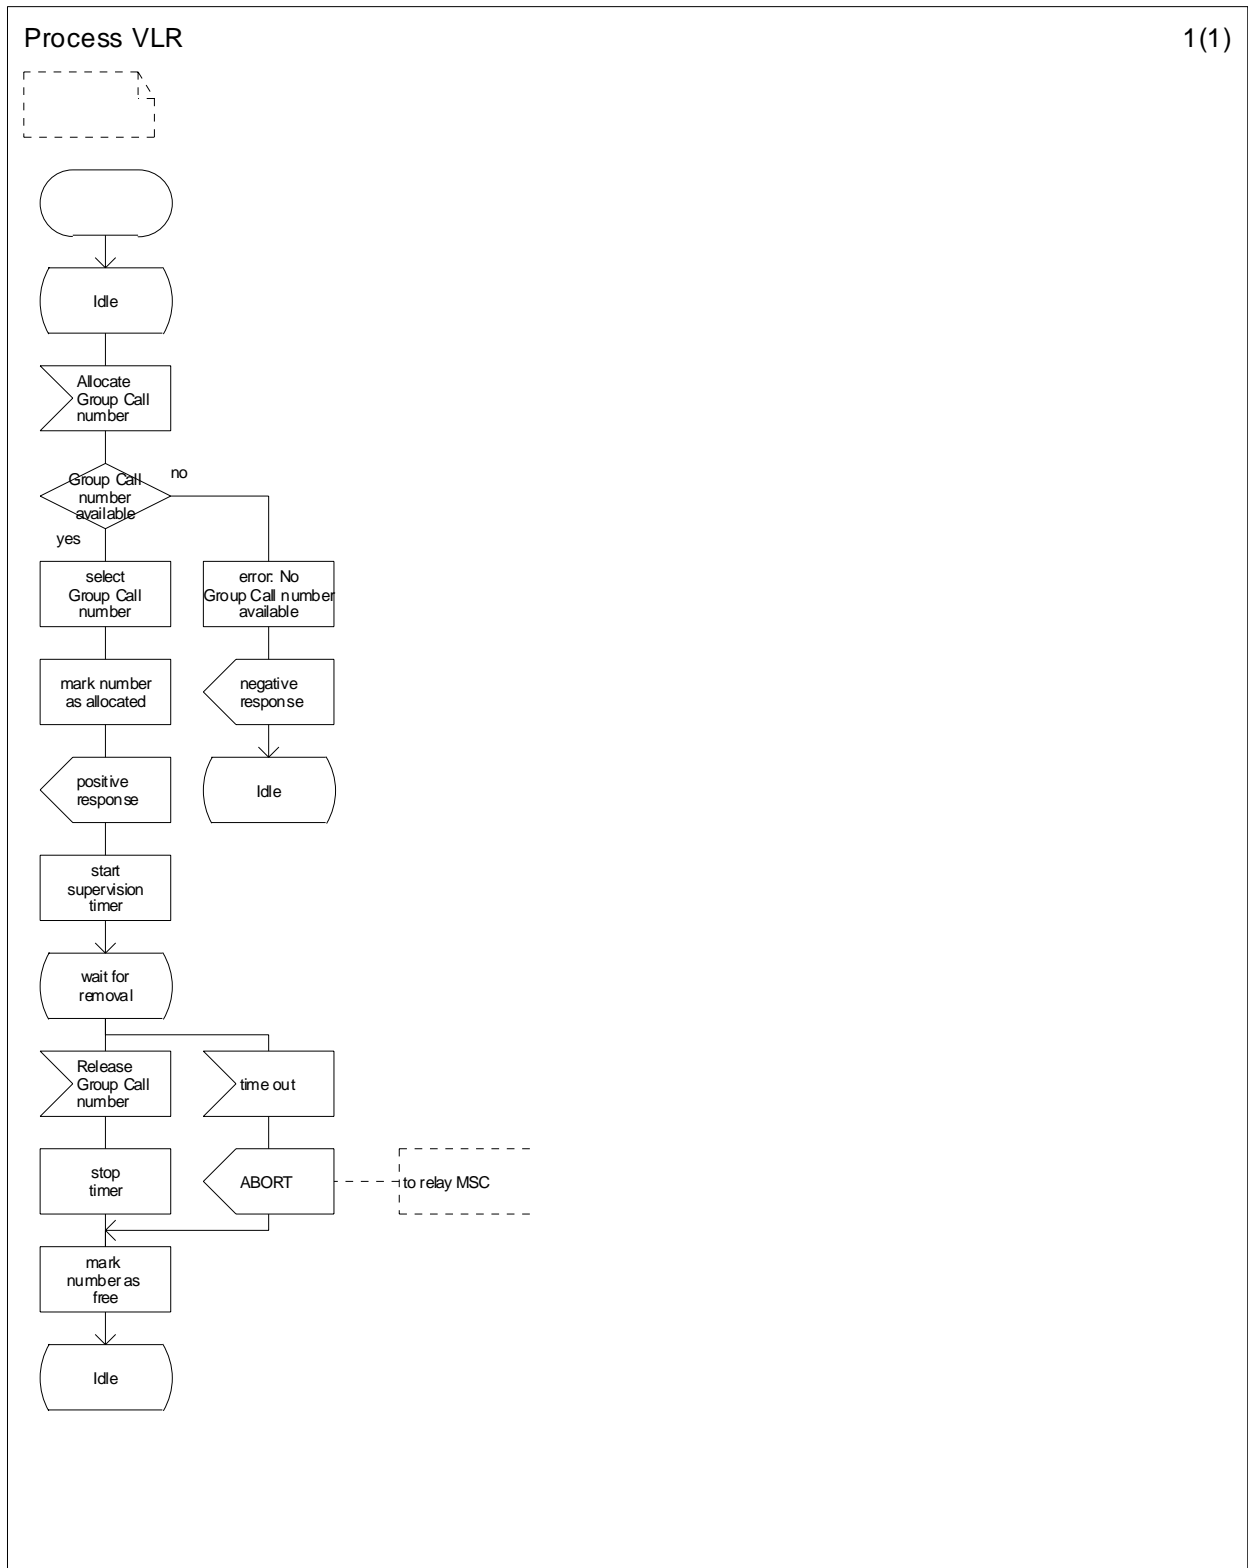 Process VLR
1(1)
Idle
Allocate
Group Call
number
Group Call
number
available
no
yes
select
Group Call
number
error: No
Group Call number
available
mark number
as allocated
negative
response
positive
response
Idle
start
supervision
timer
wait for
removal
Release
Group Call
number
time out
stop
timer
ABORT
to relay MSC
mark
number as
free
Idle